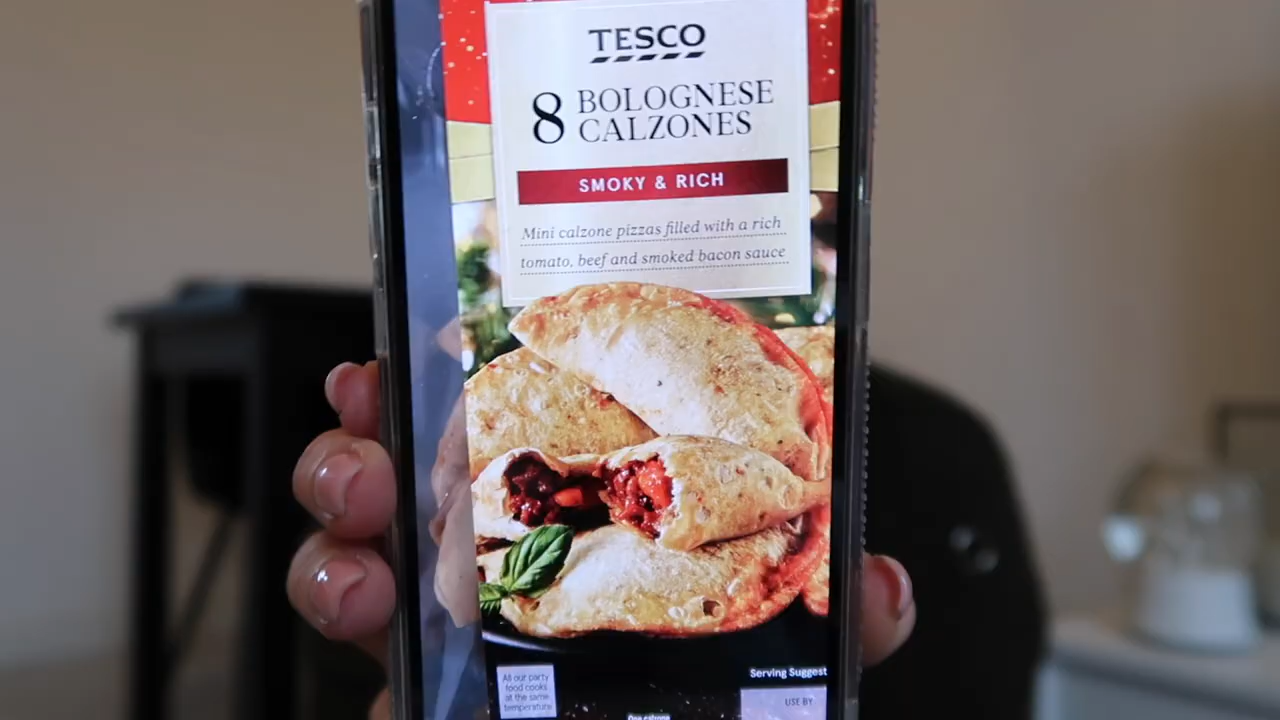 TESCO
8 BOLOGNESE
CALZONES
SMOKY & RICH
Mini calzone pizzas filled with a rich
tomato, beef and smoked bacon sauce
All our party
food cooks
at the same
temperature
Serving Suggest
USE BY
One calzone